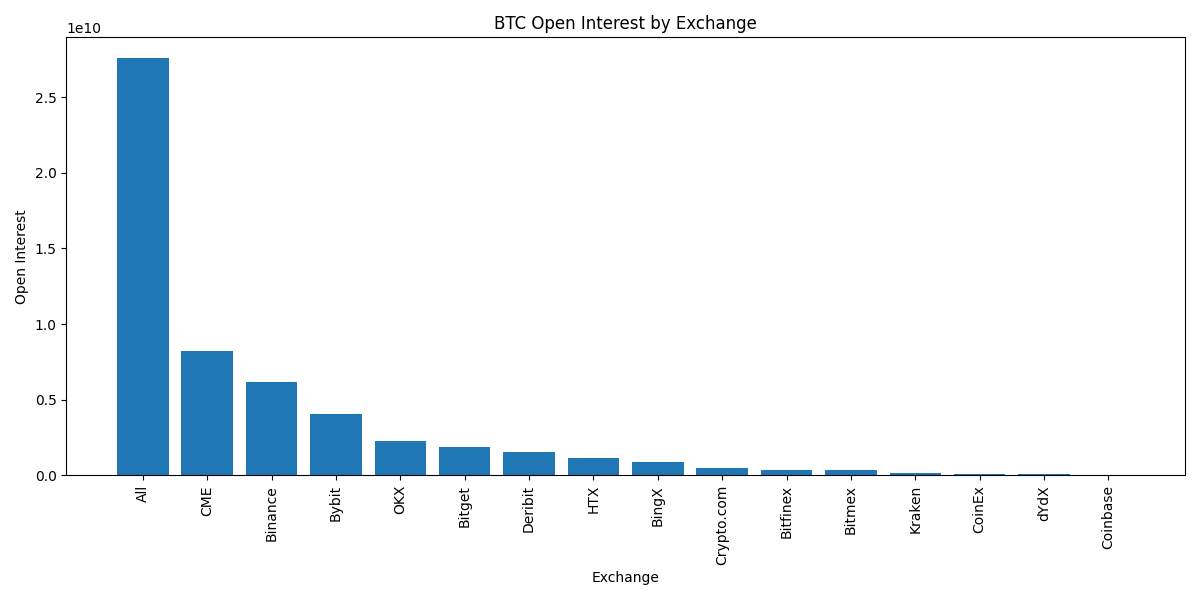 BTC Open Interest by Exchange
1e10
Open Interest
2.5
2.0
1.5
1.0
0.5
0.0
All
CME
Binance
Bybit
OKX
Bitget
Deribit
HTX
BingX
Crypto.com
Bitfinex
Bitmex
Kraken
CoinEx
dYdX
Coinbase
Exchange